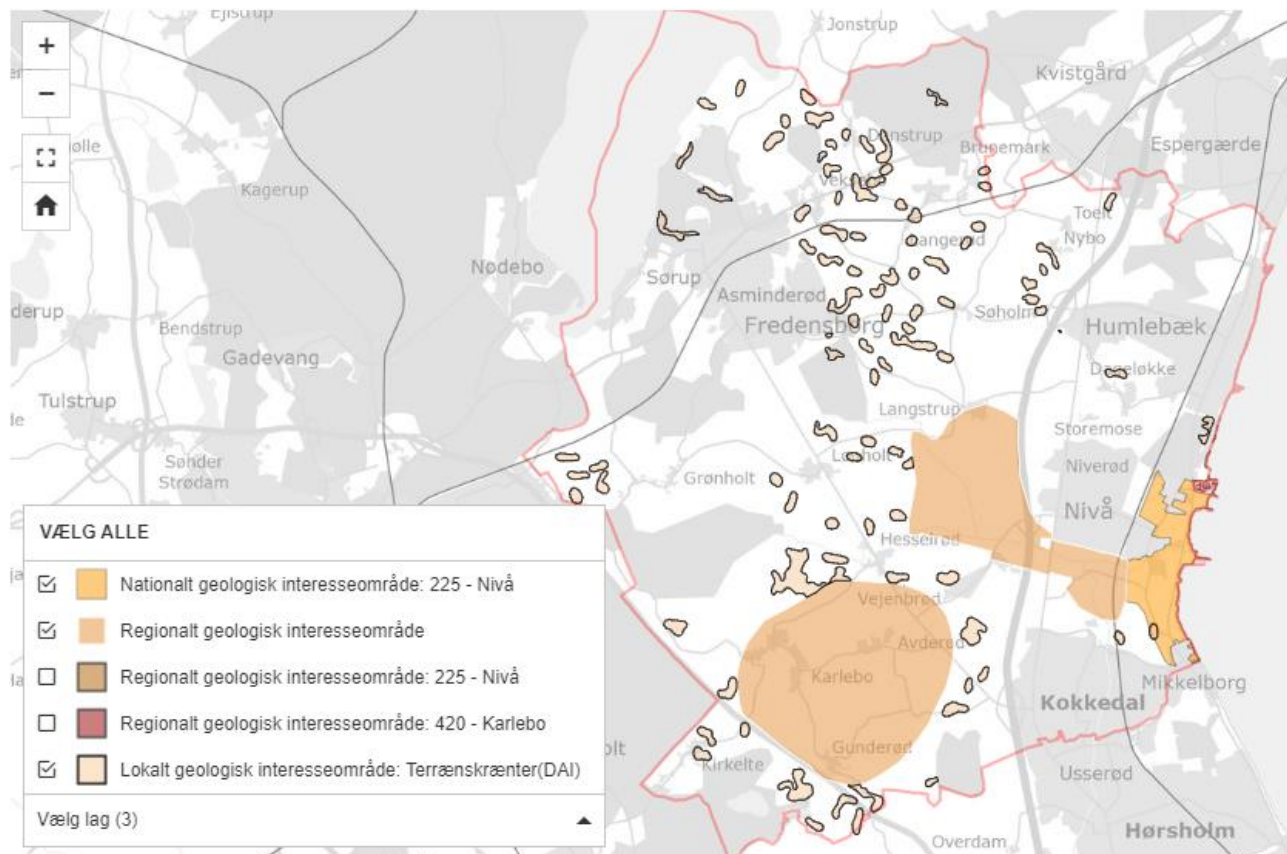 Ejlstrup
Jonstrup
+
−
Kvistgård
Danstrup
Espergærde
Kagerup
Toelt
Nybo
Nødebo
Sørup
Asminderød
Fredensborg
Søholm
Humlebæk
Bendstrup
Gadevang
Dageløkke
Tulstrup
Langstrup
Storemose
Sønder
Strødam
Grønholt
Lønholt
Niverød
Nivå
VÆLG ALLE
Nationalt geologisk interesseområde: 225 - Nivå
Regionalt geologisk interesseområde
Regionalt geologisk interesseområde: 225 - Nivå
Regionalt geologisk interesseområde: 420 - Karlebo
Lokalt geologisk interesseområde: Terrænskrænter(DAI)
Vælg lag (3)
Vejenbrød
Avderød
Karlebo
Mikkelborg
Kokkedal
Gunderød
Kirkelte
Usserød
Overdam
Hørsholm